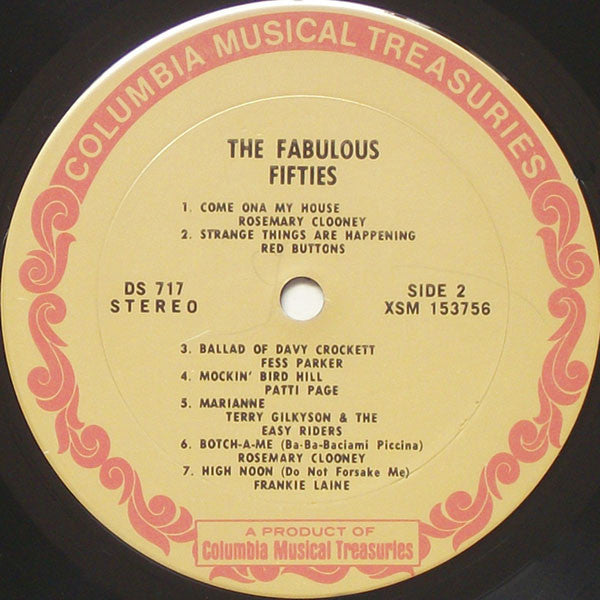 COLUMBIA MUSICAL TREASURIES
THE FABULOUS
FIFTIES
1. COME ONA MY HOUSE
ROSEMARY CLOONEY
2. STRANGE THINGS ARE HAPPENING
RED BUTTONS
DS 717
STEREO
SIDE 2
XSM 153756
3. BALLAD OF DAVY CROCKETT
FESS PARKER
4. MOCKIN' BIRD HILL
PATTI PAGE
5. MARIANNE
TERRY GILKYSON & THE
EASY RIDERS
6. BOTCH-A-ME (Ba-Ba-Baciami Piccina)
ROSEMARY CLOONEY
7. HIGH NOON (Do Not Forsake Me)
FRANKIE LAINE
A PRODUCT OF
Columbia Musical Treasuries